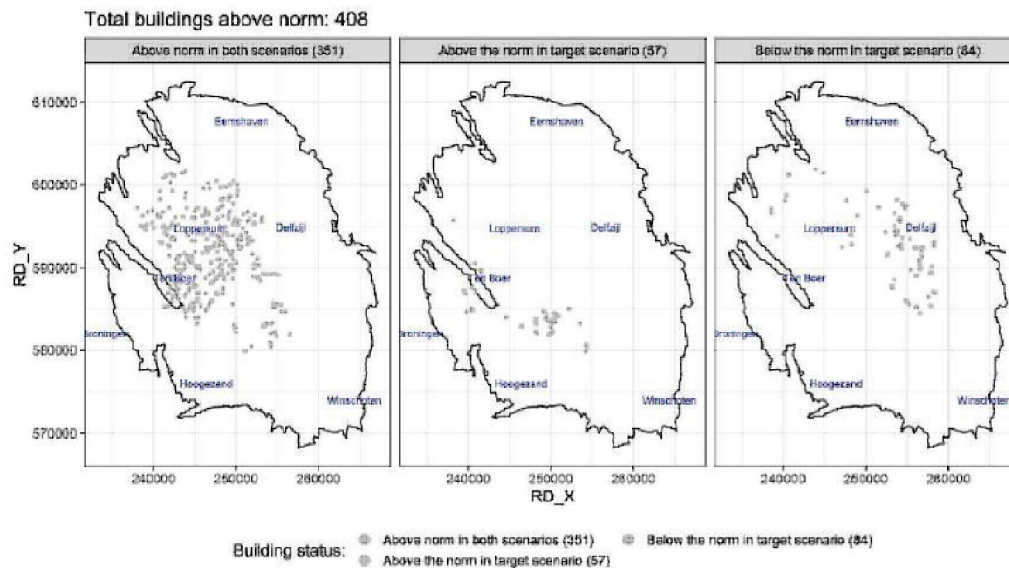 Total buildings above norm: 408
Above norm in both scenarios (351)
Above the norm in target scenario (57)
Below the norm in target scenario (84)
RD_Y
610000
600000
590000
580000
570000
Eemshaven
Loppersum
Delfzijl
Ten Boer
Groningen
Hoogezand
Winschoten
Eemshaven
Loppersum
Delfzijl
Ten Boer
Groningen
Hoogezand
Winschoten
Eemshaven
Loppersum
Delfzijl
Ten Boer
Groningen
Hoogezand
Winschoten
240000 250000 260000
240000 250000 260000
240000 250000 260000
RD_X
Building status:
Above norm in both scenarios (351)
Below the norm in target scenario (84)
Above the norm in target scenario (57)